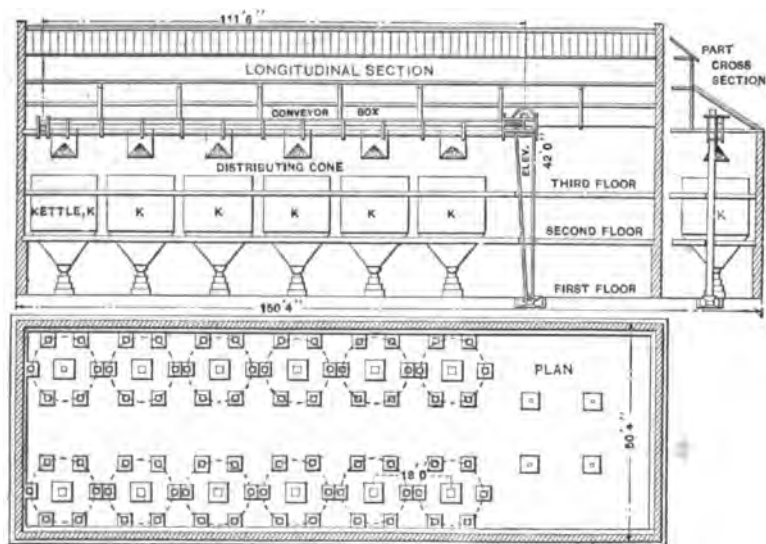 111'6"
LONGITUDINAL SECTION
PART
CROSS
SECTION
CONVEYOR BOX
ELEV.
42'0"
DISTRIBUTING CONE
THIRD FLOOR
KETTLE, K
K
K
K
K
K
K
SECOND FLOOR
FIRST FLOOR
150'4"
PLAN
50'4"
18'0"